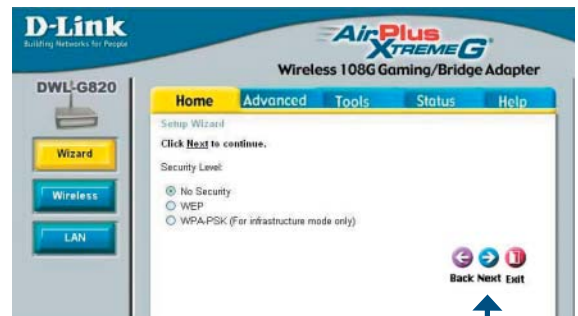 D-Link
Building Networks for People
AirPlus
XTREME G
Wireless 108G Gaming/Bridge Adapter
DWL-G820
Home Advanced Tools Status Help
Setup Wizard
Click Next to continue.
Security Level:
No Security
WEP
WPA-PSK (For infrastructure mode only)
Wizard
Wireless
LAN
Back Next Exit